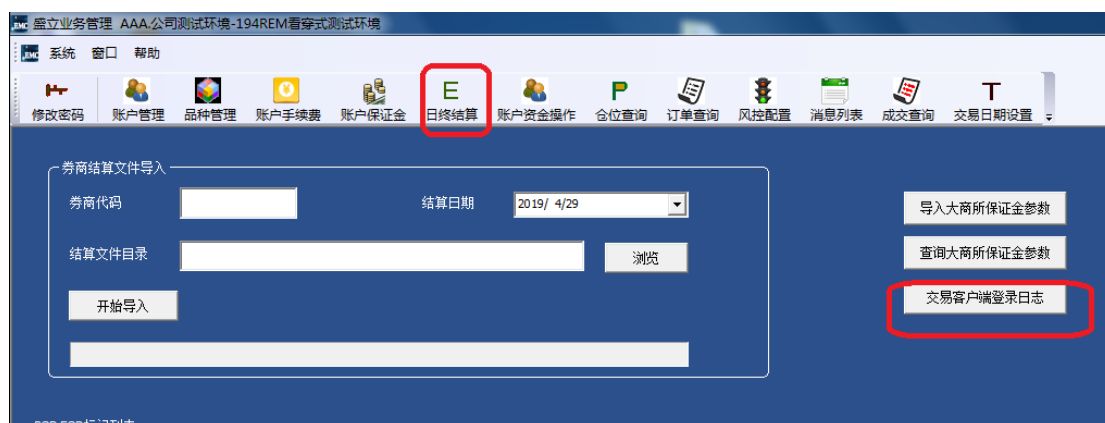 EMC 盛立业务管理 AAA.公司测试环境-194REM看穿式测试环境
EMC 系统 窗口 帮助
E P T
修改密码 账户管理 品种管理 账户手续费 账户保证金 日终结算 账户资金操作 仓位查询 订单查询 风控配置 消息列表 成交查询 交易日期设置
券商结算文件导入
券商代码 结算日期 2019/ 4/29
导入大商所保证金参数
结算文件目录 浏览
查询大商所保证金参数
开始导入
交易客户端登录日志